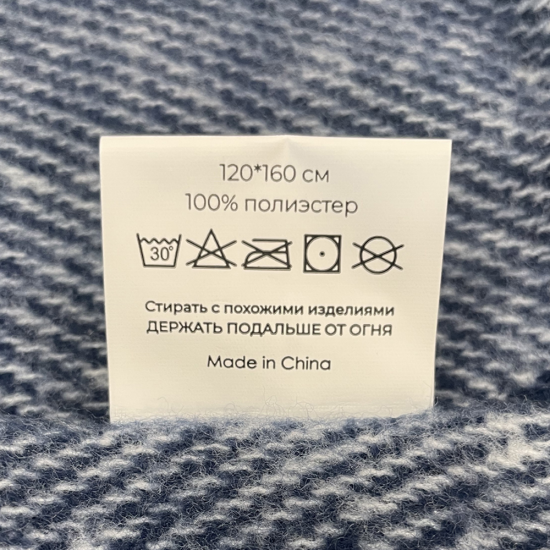 120*160 см
100% полиэстер
30°
Стирать с похожими изделиями
ДЕРЖАТЬ ПОДАЛЬШЕ ОТ ОГНЯ
Made in China